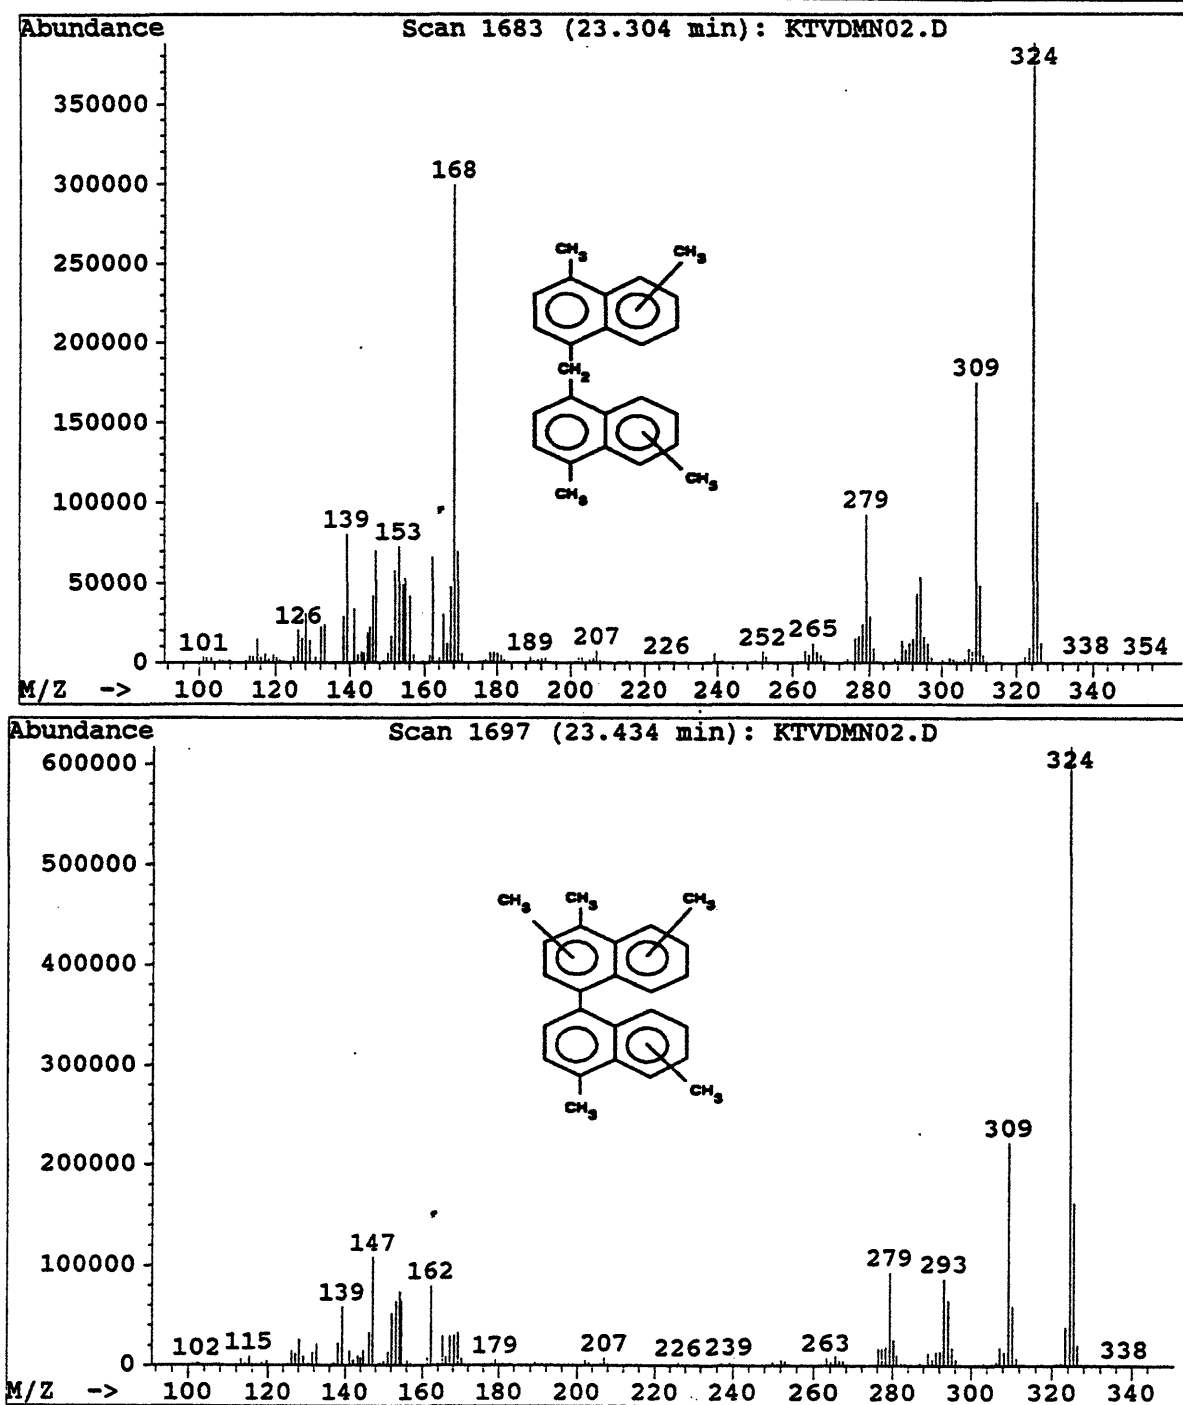 Abundance Scan 1683 (23.304 min): KTVDMN02.D
324
350000
300000
168
250000
CH3 CH3
200000
CH2
309
150000
CH3
CH3
100000
139 153 279
50000
126
101 189 207 226 252 265 338 354
0
M/Z -> 100 120 140 160 180 200 220 240 260 280 300 320 340
Abundance Scan 1697 (23.434 min): KTVDMN02.D
600000
324
500000
CH3 CH3 CH3
400000
300000
CH3
CH3
309
200000
147
100000
162 279 293
139
102 115 179 207 226 239 263 338
0
M/Z -> 100 120 140 160 180 200 220 240 260 280 300 320 340